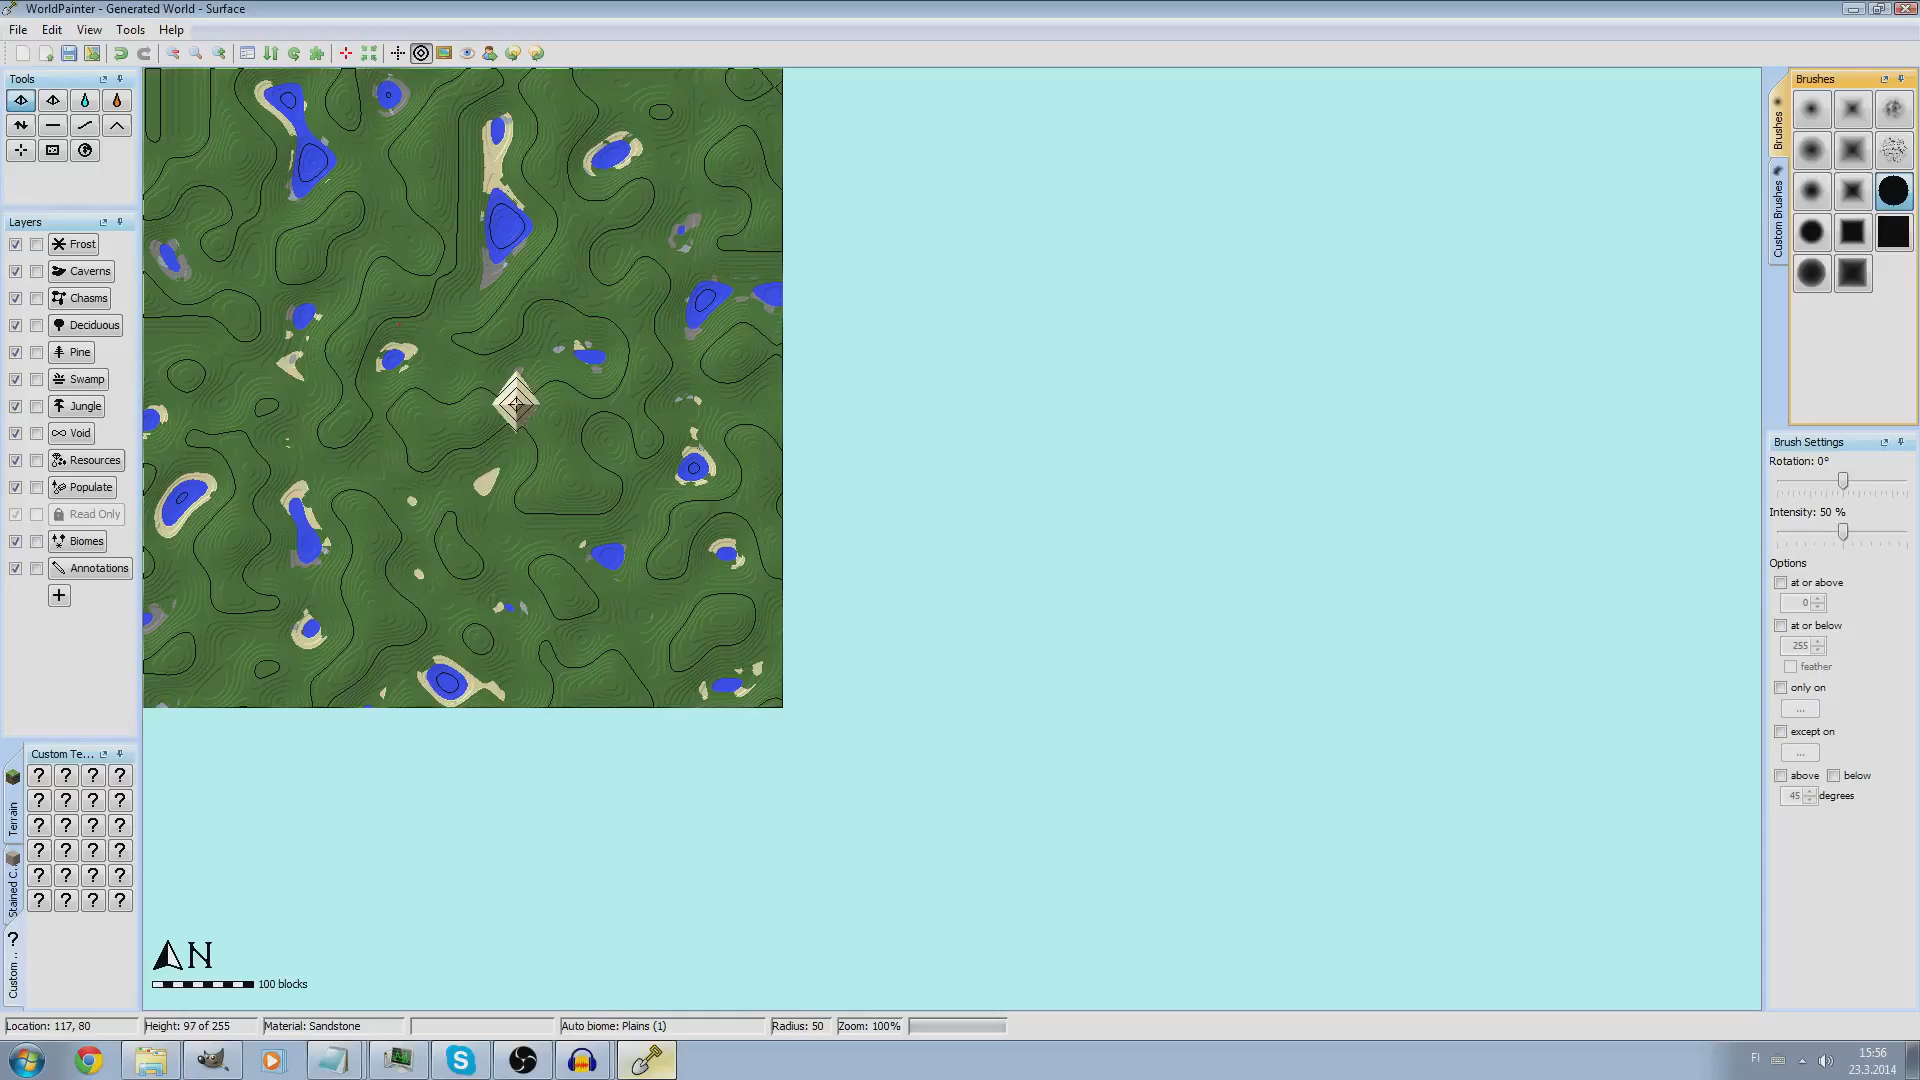 WorldPainter - Generated World - Surface
File Edit View Tools Help
Tools
Layers
Frost
Caverns
Chasms
Deciduous
Pine
Swamp
Jungle
Void
Resources
Populate
Read Only
Biomes
Annotations
Custom Te...
? ? ? ?
? ? ? ?
? ? ? ?
? ? ? ?
? ? ? ?
? ? ? ?
Terrain
Stained C...
?
Custom ...
N
100 blocks
Brushes
Brushes
Custom Brushes
Brush Settings
Rotation: 0°
Intensity: 50 %
Options
at or above
0
at or below
255
feather
only on
...
except on
...
above below
45 degrees
Location: 117, 80 Height: 97 of 255 Material: Sandstone Auto biome: Plains (1) Radius: 50 Zoom: 100%
FI
15:56
23.3.2014